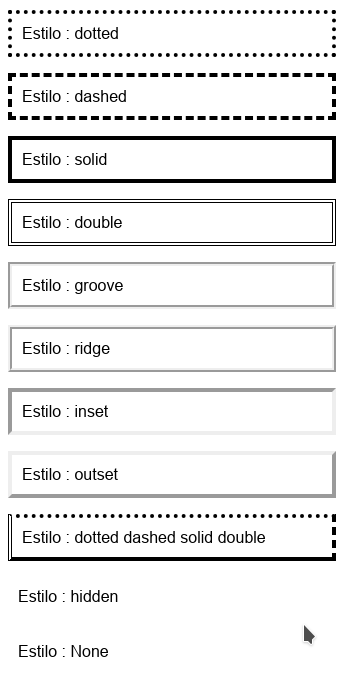 Estilo : dotted
Estilo : dashed
Estilo : solid
Estilo : double
Estilo : groove
Estilo : ridge
Estilo : inset
Estilo : outset
Estilo : dotted dashed solid double
Estilo : hidden
Estilo : None